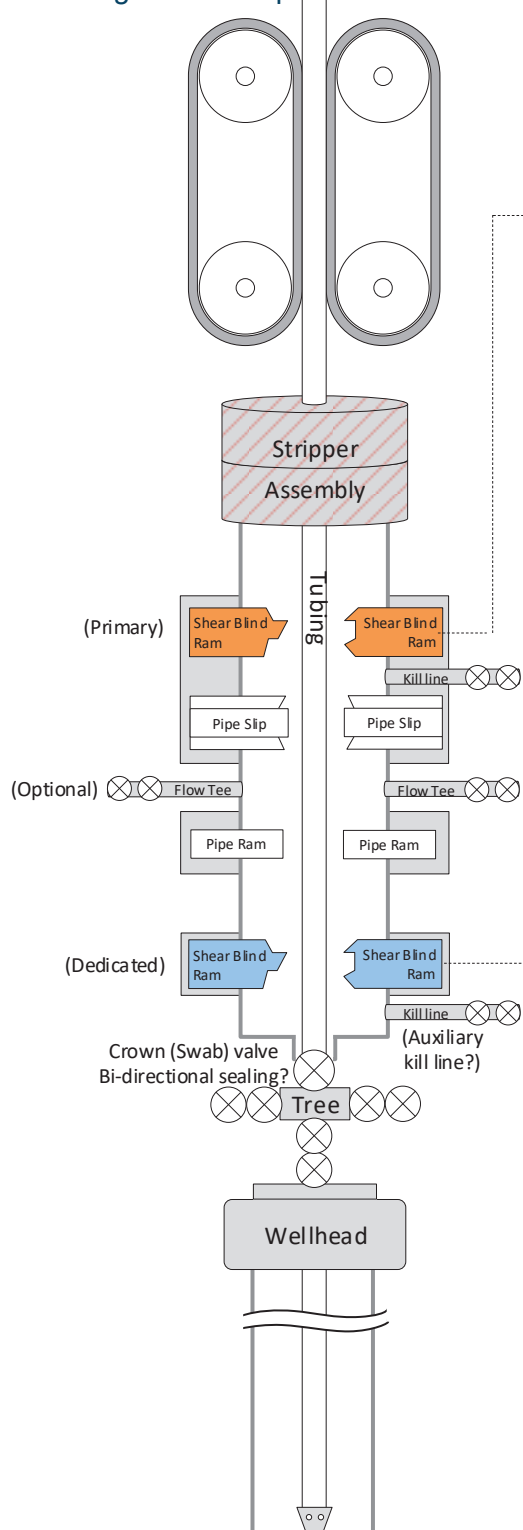 Stripper
Assembly
Tubing
(Primary)
Shear Blind
Ram
Shear Blind
Ram
Kill line
Pipe Slip
Pipe Slip
(Optional)
Flow Tee
Flow Tee
Pipe Ram
Pipe Ram
(Dedicated)
Shear Blind
Ram
Shear Blind
Ram
Kill line
(Auxiliary
kill line?)
Crown (Swab) valve
Bi-directional sealing?
Tree
Wellhead